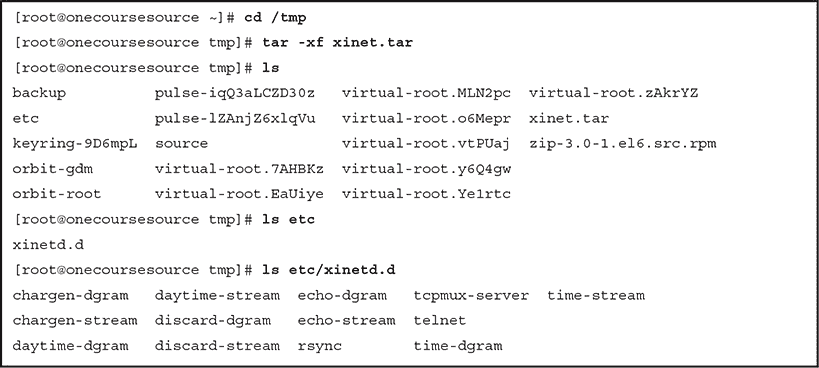 [root@onecoursesource ~]# cd /tmp
[root@onecoursesource tmp]# tar -xf xinet.tar
[root@onecoursesource tmp]# ls
backup pulse-iqQ3aLCZD30z virtual-root.MLN2pc virtual-root.zAkrYZ
etc pulse-lZAnjZ6xlqVu virtual-root.o6Mepr xinet.tar
keyring-9D6mpL source virtual-root.vtPUaj zip-3.0-1.el6.src.rpm
orbit-gdm virtual-root.7AHBKz virtual-root.y6Q4gw
orbit-root virtual-root.EaUiye virtual-root.Ye1rtc
[root@onecoursesource tmp]# ls etc
xinetd.d
[root@onecoursesource tmp]# ls etc/xinetd.d
chargen-dgram daytime-stream echo-dgram tcpmux-server time-stream
chargen-stream discard-dgram echo-stream telnet
daytime-dgram discard-stream rsync time-dgram